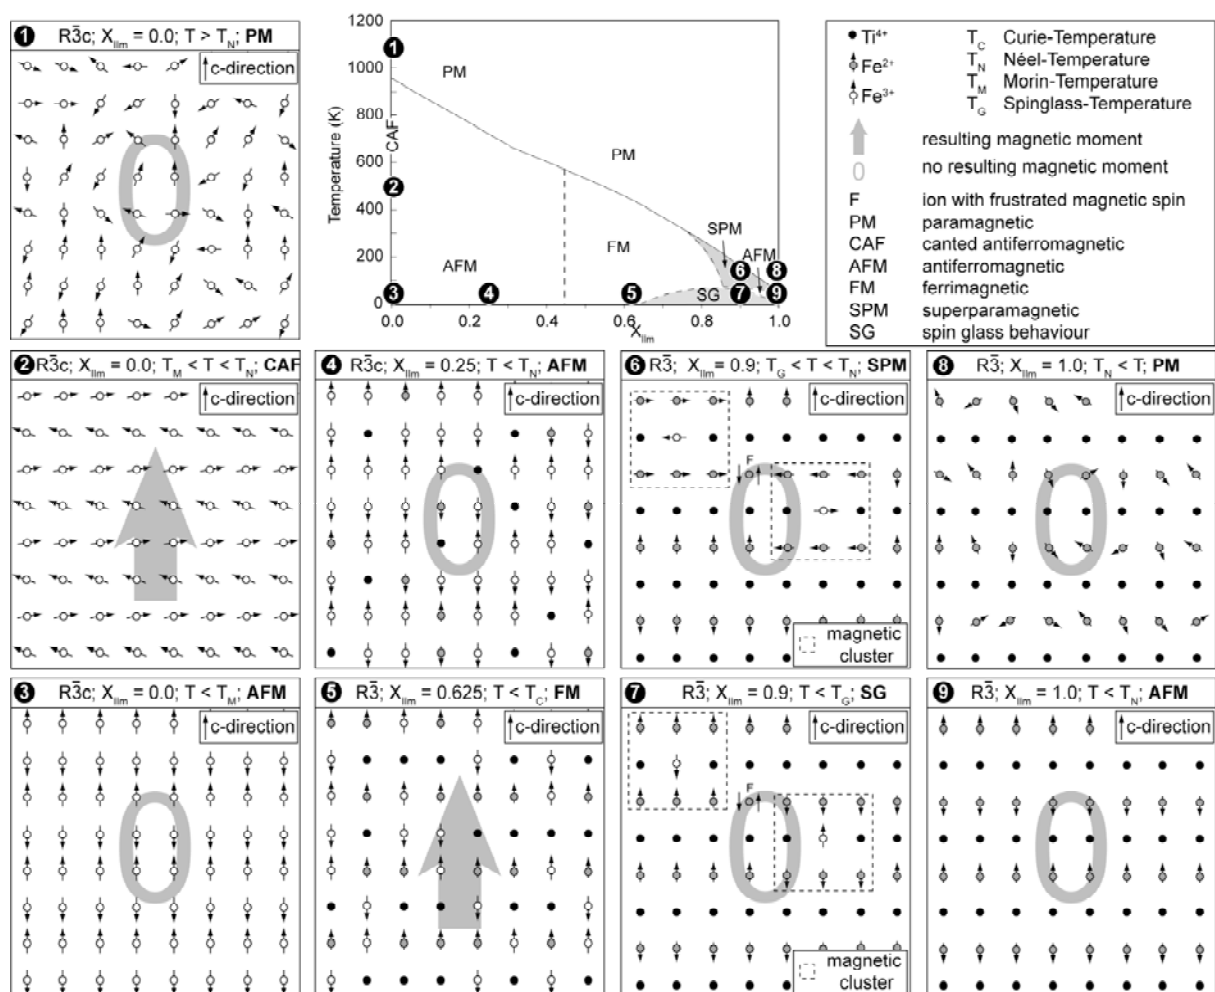 1 R3̅c; X_Ilm = 0.0; T > T_N; PM
c-direction
Temperature (K)
1200
1000
800
600
400
200
0
0.0 0.2 0.4 0.6 0.8 1.0
X_Ilm
PM
PM
CAF
AFM
FM
SPM
AFM
SG
1
2
3
4
5
6
7
8
9
Ti4+
Fe2+
Fe3+
T_C Curie-Temperature
T_N Néel-Temperature
T_M Morin-Temperature
T_G Spinglass-Temperature
resulting magnetic moment
0 no resulting magnetic moment
F ion with frustrated magnetic spin
PM paramagnetic
CAF canted antiferromagnetic
AFM antiferromagnetic
FM ferrimagnetic
SPM superparamagnetic
SG spin glass behaviour
2 R3̅c; X_Ilm = 0.0; T_M < T < T_N; CAF
c-direction
4 R3̅c; X_Ilm = 0.25; T < T_N; AFM
c-direction
6 R3̅; X_Ilm = 0.9; T_G < T < T_N; SPM
c-direction
F
magnetic
cluster
8 R3̅; X_Ilm = 1.0; T_N < T; PM
c-direction
3 R3̅c; X_Ilm = 0.0; T < T_M; AFM
c-direction
5 R3̅; X_Ilm = 0.625; T < T_C; FM
c-direction
7 R3̅; X_Ilm = 0.9; T < T_G; SG
c-direction
F
magnetic
cluster
9 R3̅; X_Ilm = 1.0; T < T_N; AFM
c-direction